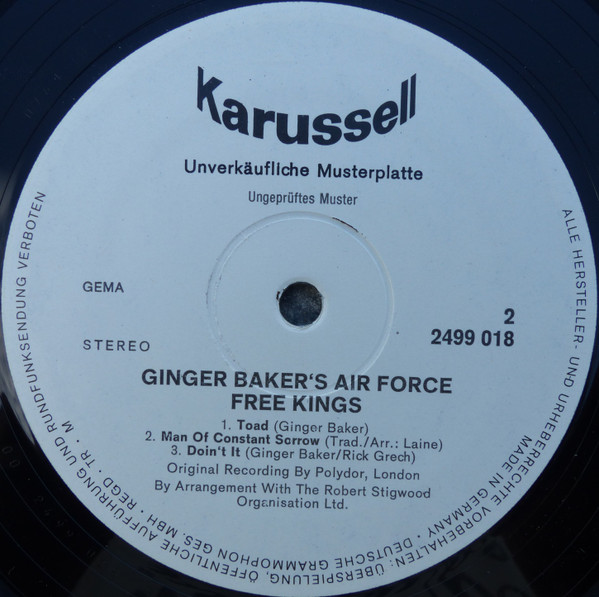 Karussell
Unverkäufliche Musterplatte
Ungeprüftes Muster
GEMA
STEREO
2
2499 018
GINGER BAKER'S AIR FORCE
FREE KINGS
1. Toad (Ginger Baker)
2. Man Of Constant Sorrow (Trad./Arr.: Laine)
3. Doin't It (Ginger Baker/Rick Grech)
Original Recording By Polydor, London
By Arrangement With The Robert Stigwood
Organisation Ltd.
ALLE HERSTELLER- UND URHEBERRECHTE VORBEHALTEN: ÜBERSPIELUNG, ÖFFENTLICHE AUFFÜHRUNG UND RUNDFUNKSENDUNG VERBOTEN
MADE IN GERMANY · DEUTSCHE GRAMMOPHON GES. MBH · REGD · TR · M